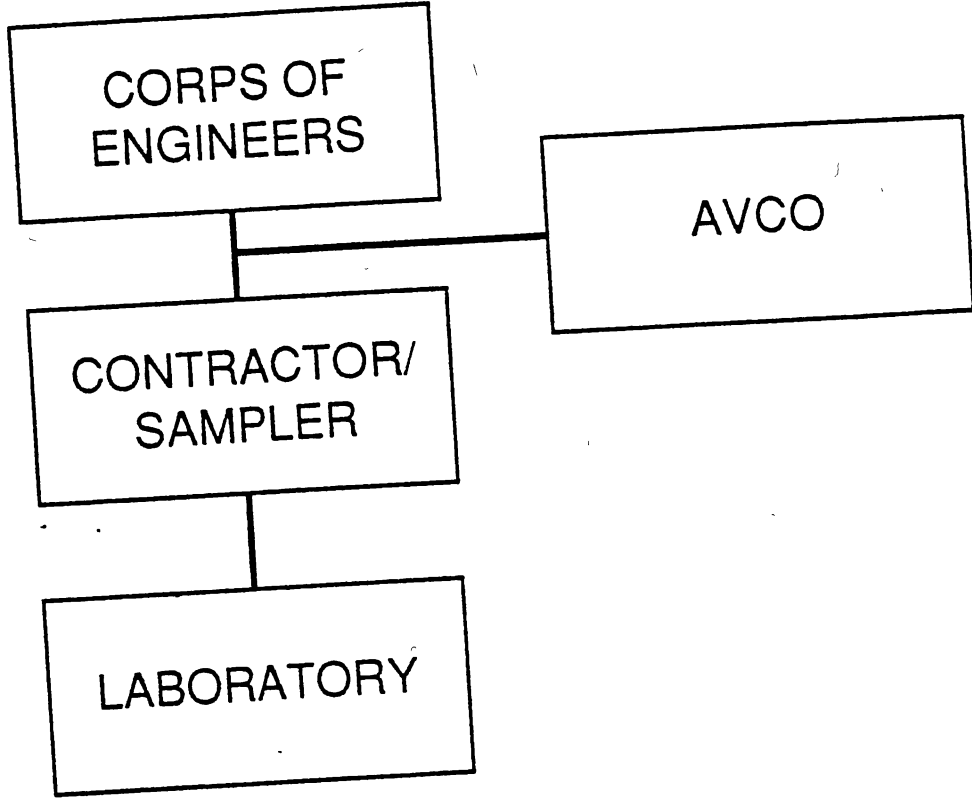 CORPS OF
ENGINEERS
AVCO
CONTRACTOR/
SAMPLER
LABORATORY